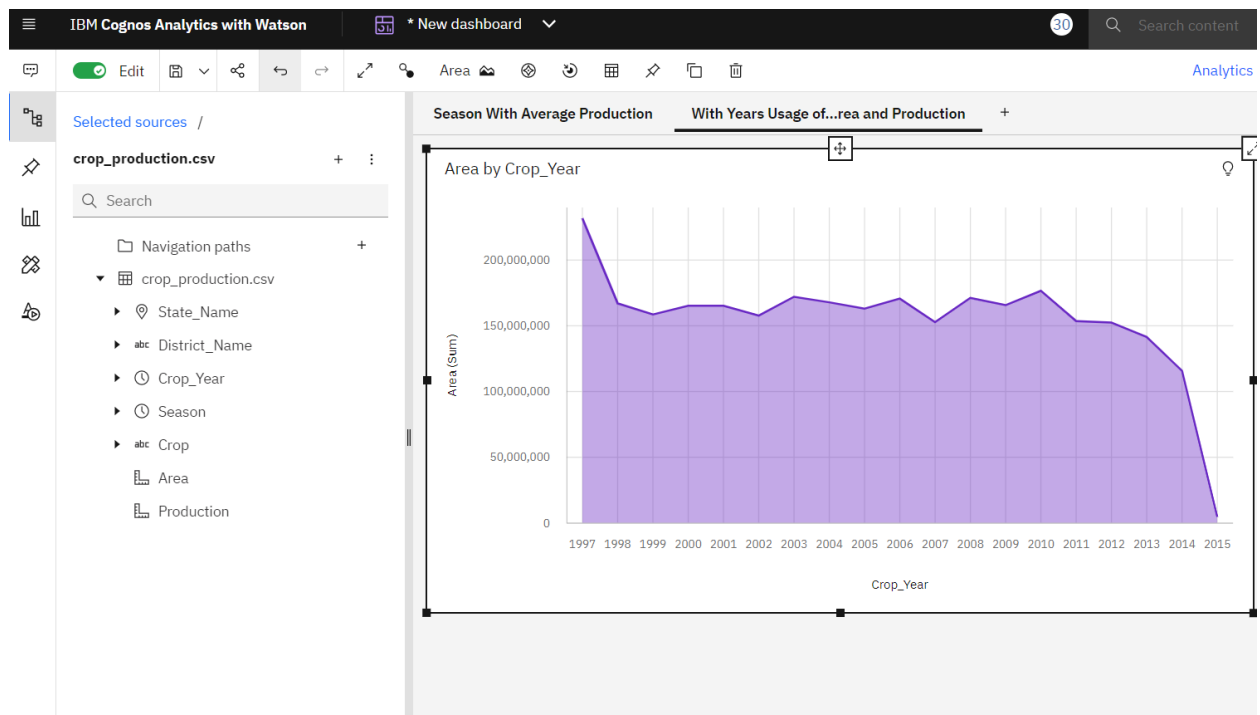 IBM Cognos Analytics with Watson
* New dashboard
30
Search content
Edit
Area
Analytics
Selected sources /
crop_production.csv
Search
Navigation paths
crop_production.csv
State_Name
abc District_Name
Crop_Year
Season
abc Crop
Area
Production
Season With Average Production
With Years Usage of...rea and Production
Area by Crop_Year
Area (Sum)
200,000,000
150,000,000
100,000,000
50,000,000
0
1997 1998 1999 2000 2001 2002 2003 2004 2005 2006 2007 2008 2009 2010 2011 2012 2013 2014 2015
Crop_Year